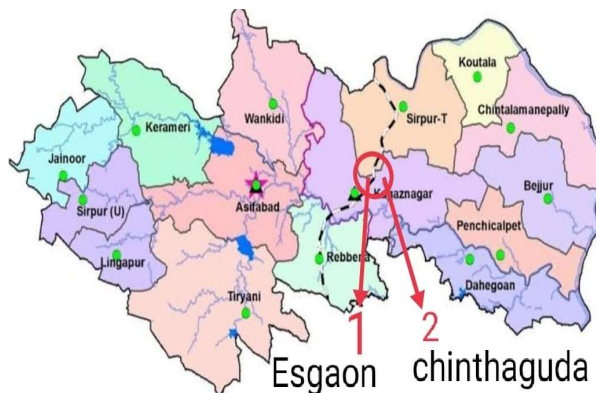 Koutala
Wankidi
Sirpur-T
Chintalamanepally
Kerameri
Jainoor
Bejjur
Sirpur (U)
Asifabad
Penchicalpet
Lingapur
Rebbena
Dahegoan
Tiryani
1
2
Esgaon
chinthaguda